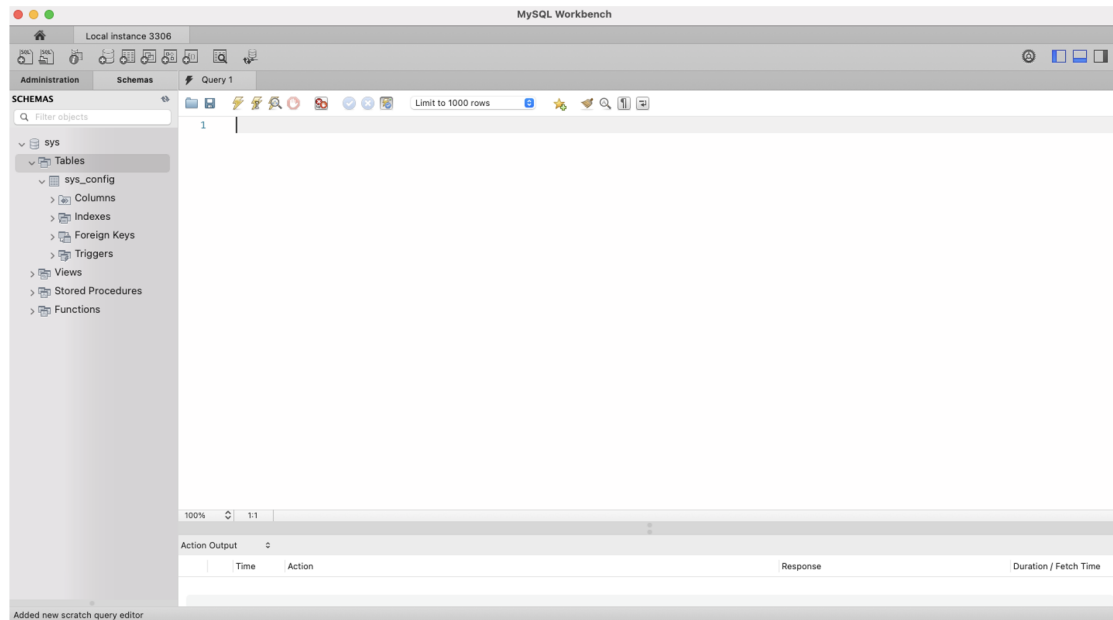 MySQL Workbench
Local instance 3306
Administration Schemas Query 1
SCHEMAS
Filter objects
Limit to 1000 rows
1
sys
Tables
sys_config
Columns
Indexes
Foreign Keys
Triggers
Views
Stored Procedures
Functions
100% 1:1
Action Output
Time Action Response Duration / Fetch Time
Added new scratch query editor